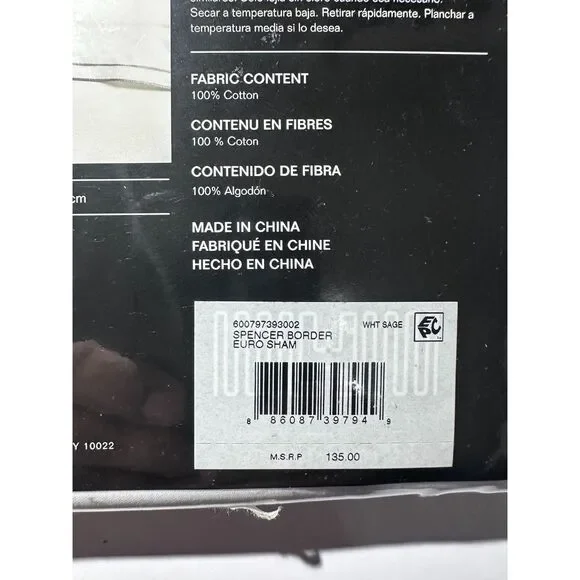 Secar a temperatura baja. Retirar rápidamente. Planchar a
temperatura media si lo desea.
FABRIC CONTENT
100% Cotton
CONTENU EN FIBRES
100 % Coton
CONTENIDO DE FIBRA
100% Algodón
cm
MADE IN CHINA
FABRIQUÉ EN CHINE
HECHO EN CHINA
600797393002 WHT SAGE
SPENCER BORDER
EURO SHAM
8 86087 39794 9
M.S.R.P 135.00
Y 10022